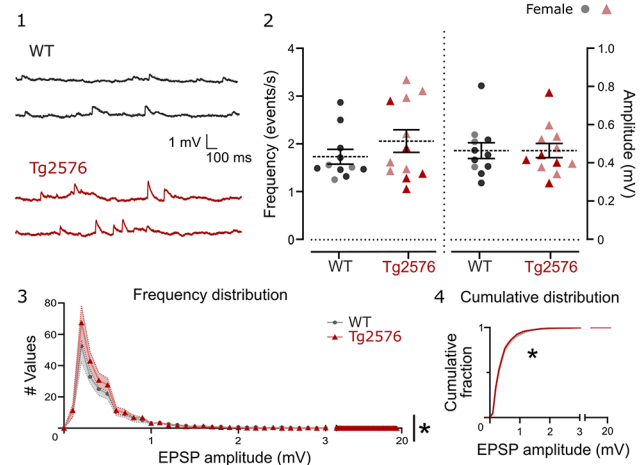 1
WT
1 mV
100 ms
Tg2576
2
Female
Frequency (events/s)
4
3
2
1
0
WT
Tg2576
WT
Tg2576
1.0
0.8
0.6
0.4
0.2
0.0
Amplitude (mV)
3
Frequency distribution
# Values
80
60
40
20
0
0
1
2
3
20
EPSP amplitude (mV)
WT
Tg2576
*
4
Cumulative distribution
Cumulative
fraction
1
0
*
0
1
2
3
20
EPSP amplitude (mV)